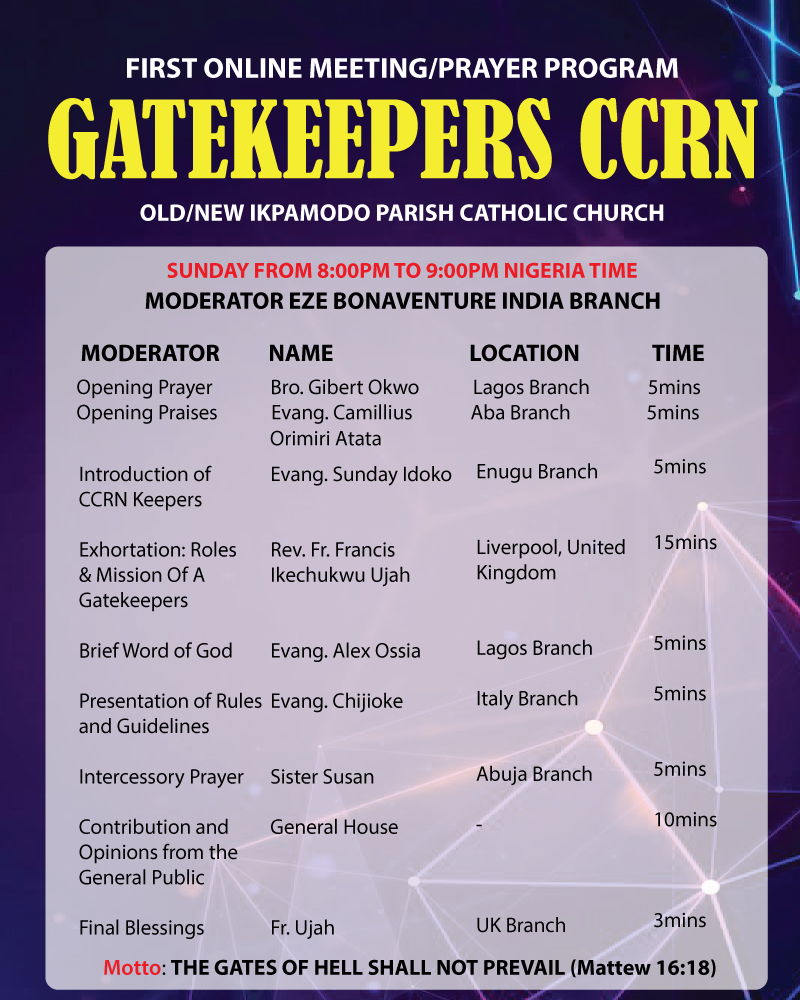 FIRST ONLINE MEETING/PRAYER PROGRAM
GATEKEEPERS CCRN
OLD/NEW IKPAMODO PARISH CATHOLIC CHURCH
SUNDAY FROM 8:00PM TO 9:00PM NIGERIA TIME
MODERATOR EZE BONAVENTURE INDIA BRANCH
MODERATOR NAME LOCATION TIME
Opening Prayer Bro. Gibert Okwo Lagos Branch 5mins
Opening Praises Evang. Camillius Aba Branch 5mins
Orimiri Atata
Introduction of Evang. Sunday Idoko Enugu Branch 5mins
CCRN Keepers
Exhortation: Roles Rev. Fr. Francis Liverpool, United 15mins
& Mission Of A Ikechukwu Ujah Kingdom
Gatekeepers
Brief Word of God Evang. Alex Ossia Lagos Branch 5mins
Presentation of Rules Evang. Chijioke Italy Branch 5mins
and Guidelines
Intercessory Prayer Sister Susan Abuja Branch 5mins
Contribution and General House - 10mins
Opinions from the
General Public
Final Blessings Fr. Ujah UK Branch 3mins
Motto: THE GATES OF HELL SHALL NOT PREVAIL (Mattew 16:18)